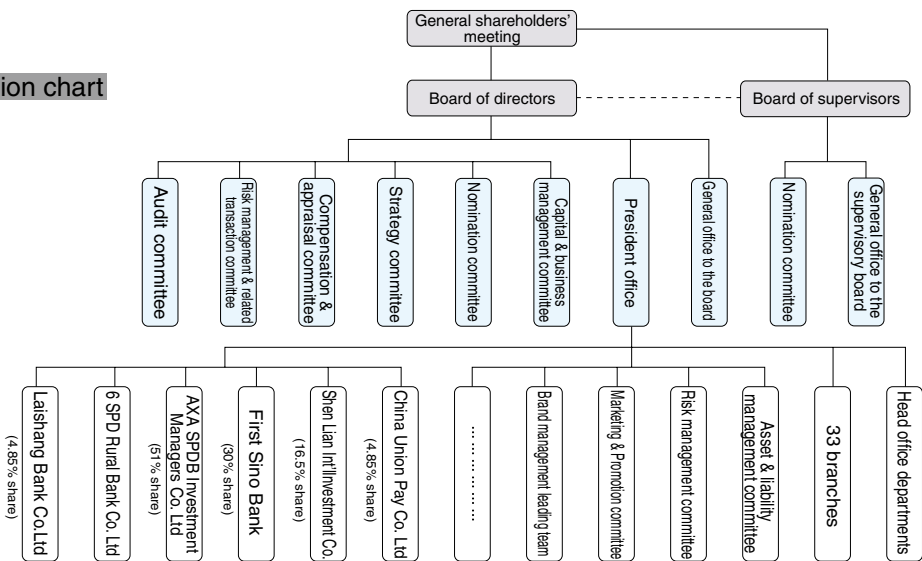 General shareholders'
meeting
ion chart
Board of directors
Board of supervisors
Audit committee
Risk management & related
transaction committee
Compensation &
appraisal committee
Strategy committee
Nomination committee
Capital & business
management committee
President office
General office to the board
Nomination committee
General office to the
supervisory board
Laishang Bank Co.Ltd
(4.85% share)
6 SPD Rural Bank Co. Ltd
AXA SPDB Investment
Managers Co. Ltd
(51% share)
First Sino Bank
(30% share)
Shen Lian Int'lInvestment Co.
(16.5% share)
China Union Pay Co. Ltd
(4.85% share)
... ... ... ... ... ...
Brand management leading team
Marketing & Promotion committee
Risk management committee
Asset & liability
management committee
33 branches
Head office departments